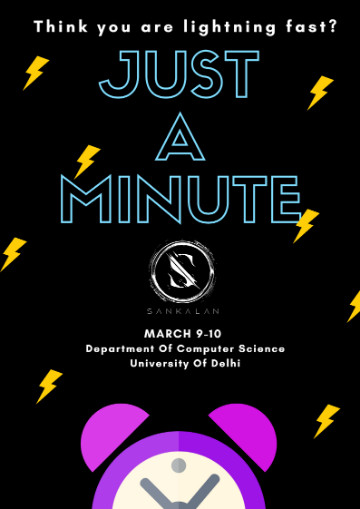 Think you are lightning fast?
JUST
A
MINUTE
S
SANKALAN
MARCH 9-10
Department Of Computer Science
University Of Delhi